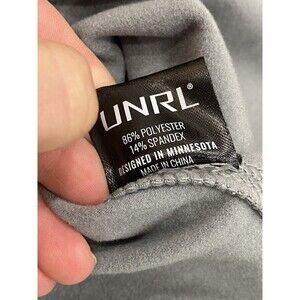 UNRL®
86% POLYESTER
14% SPANDEX
DESIGNED IN MINNESOTA
MADE IN CHINA